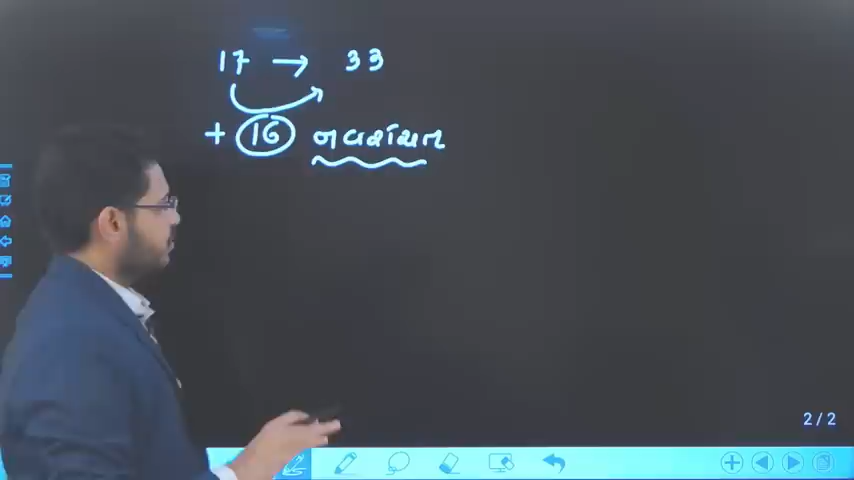 17 → 33
+ 16
2/2